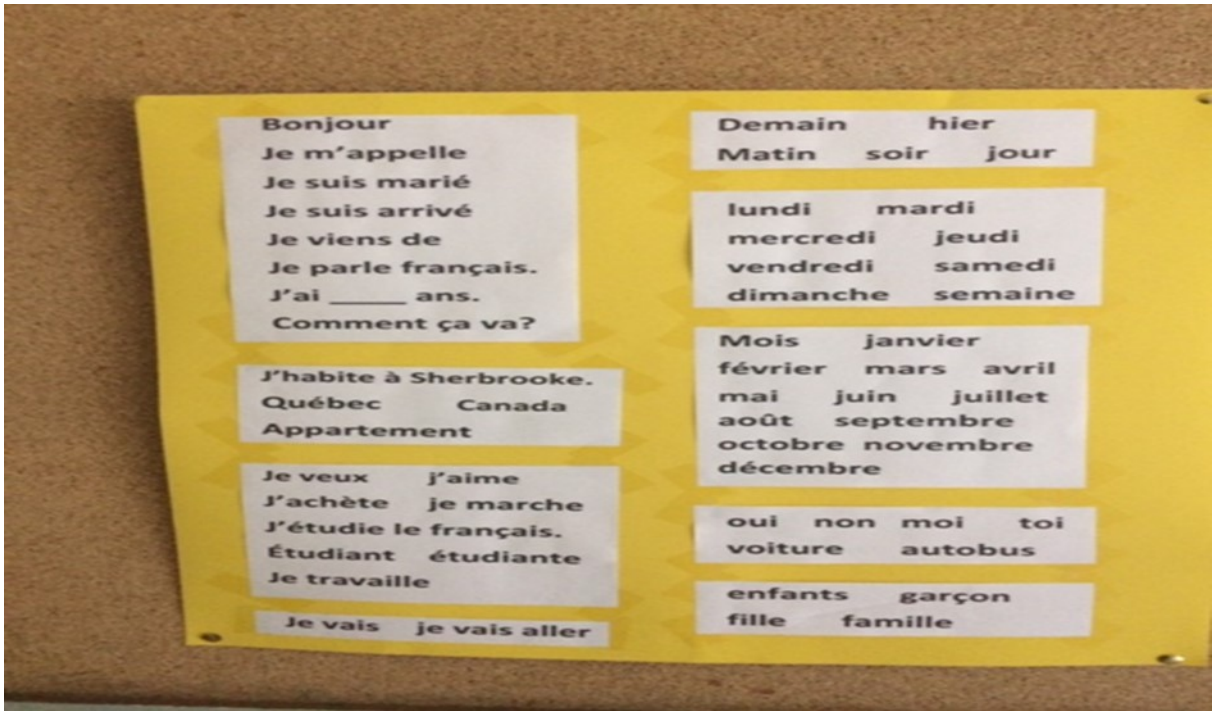 Bonjour
Je m’appelle
Je suis marié
Je suis arrivé
Je viens de
Je parle français.
J’ai _____ ans.
Comment ça va?
J’habite à Sherbrooke.
Québec Canada
Appartement
Je veux j’aime
J’achète je marche
J’étudie le français.
Étudiant étudiante
Je travaille
Je vais je vais aller
Demain hier
Matin soir jour
lundi mardi
mercredi jeudi
vendredi samedi
dimanche semaine
Mois janvier
février mars avril
mai juin juillet
août septembre
octobre novembre
décembre
oui non moi toi
voiture autobus
enfants garçon
fille famille